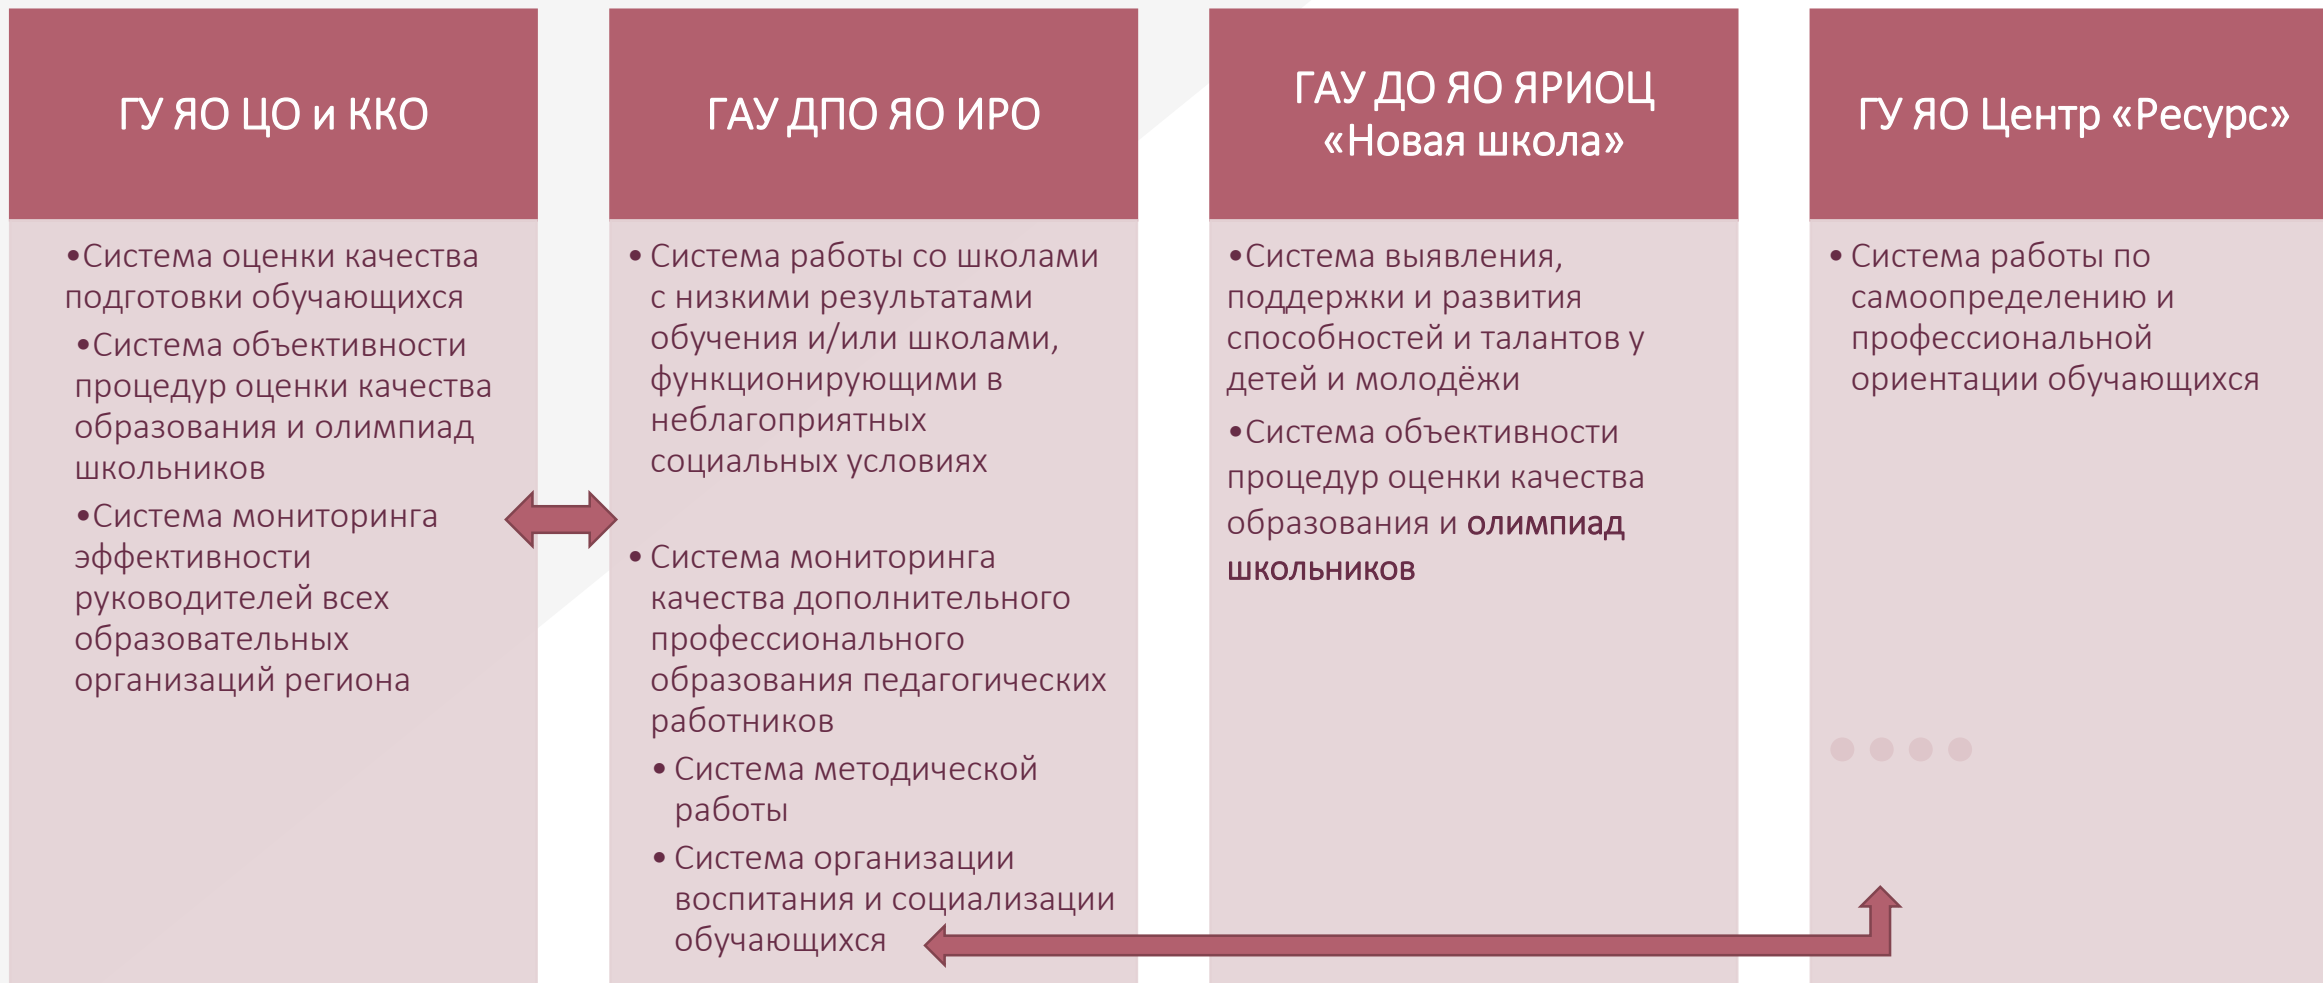 ГУ ЯО ЦО и ККО
•Система оценки качества
подготовки обучающихся
•Система объективности
процедур оценки качества
образования и олимпиад
школьников
•Система мониторинга
эффективности
руководителей всех
образовательных
организаций региона
ГАУ ДПО ЯО ИРО
• Система работы со школами
с низкими результатами
обучения и/или школами,
функционирующими в
неблагоприятных
социальных условиях
• Система мониторинга
качества дополнительного
профессионального
образования педагогических
работников
• Система методической
работы
• Система организации
воспитания и социализации
обучающихся
ГАУ ДО ЯО ЯРИОЦ
«Новая школа»
•Система выявления,
поддержки и развития
способностей и талантов у
детей и молодёжи
•Система объективности
процедур оценки качества
образования и олимпиад
школьников
ГУ ЯО Центр «Ресурс»
• Система работы по
самоопределению и
профессиональной
ориентации обучающихся